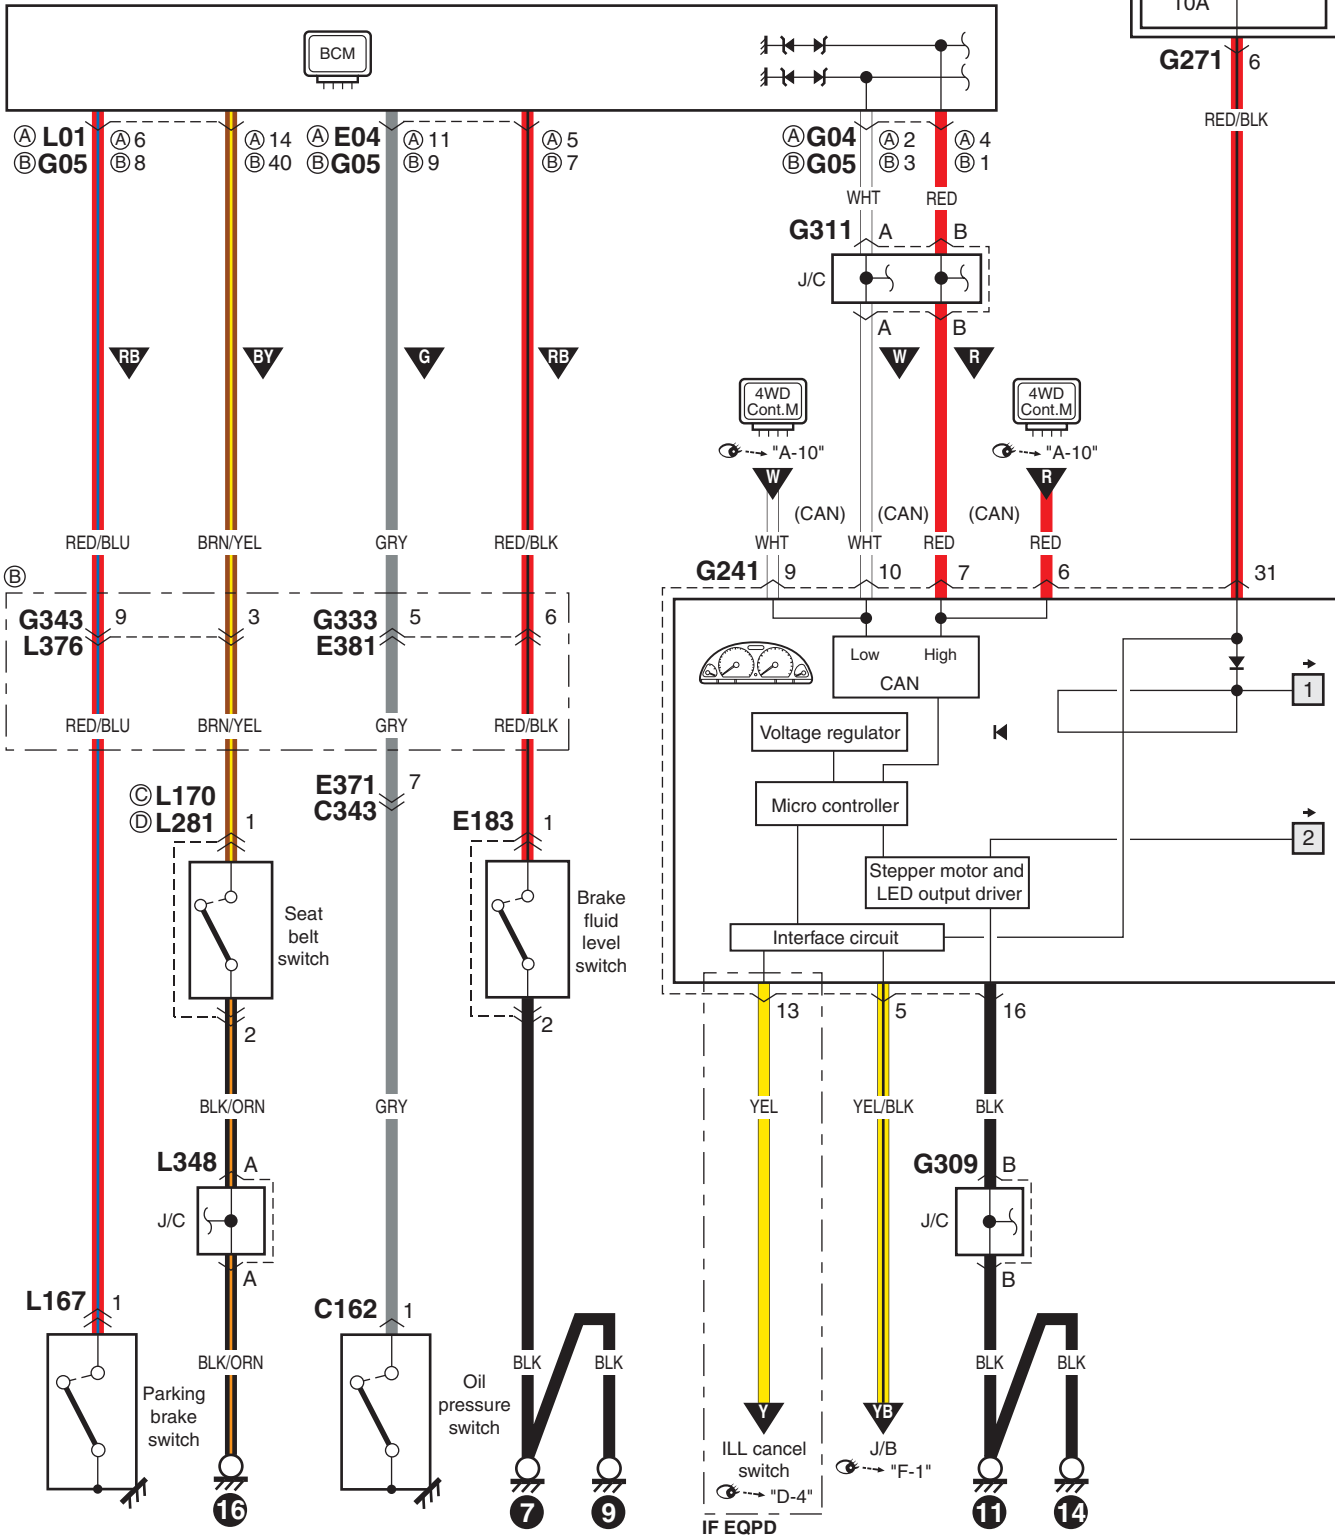 10A
BCM
G271 6
RED/BLK
Ⓐ L01 Ⓐ 6 Ⓐ 14 Ⓐ E04 Ⓐ 11 Ⓐ 5 Ⓐ G04 Ⓐ 2 Ⓐ 4
Ⓑ G05 Ⓑ 8 Ⓑ 40 Ⓑ G05 Ⓑ 9 Ⓑ 7 Ⓑ G05 Ⓑ 3 Ⓑ 1
WHT RED
G311 A B
J/C
A B
RB BY G RB W R
4WD Cont.M
4WD Cont.M
"A-10" "A-10"
W R
(CAN) (CAN) (CAN)
RED/BLU BRN/YEL GRY RED/BLK WHT WHT RED RED
Ⓑ
G241 9 10 7 6 31
G343 9 3 G333 5 6
L376 E381
Low High
CAN
1
RED/BLU BRN/YEL GRY RED/BLK
Voltage regulator
E371 7
C343
Micro controller
Ⓒ L170
Ⓓ L281 1
E183 1
2
Stepper motor and
LED output driver
Seat
belt
switch
Brake
fluid
level
switch
Interface circuit
2 2
13 5 16
BLK/ORN GRY YEL YEL/BLK BLK
L348 A
G309 B
J/C J/C
A B
L167 1
C162 1
BLK/ORN BLK BLK BLK BLK
Parking
brake
switch
Oil
pressure
switch
Y YB
ILL cancel
switch
"D-4"
J/B
"F-1"
16 7 9 11 14
IF EQPD